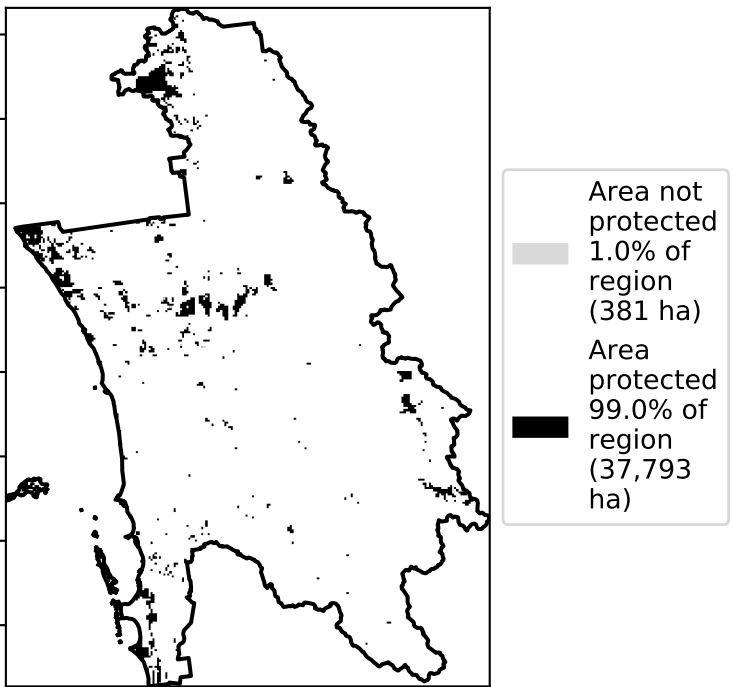 Area not
protected
1.0% of
region
(381 ha)
Area
protected
99.0% of
region
(37,793
ha)